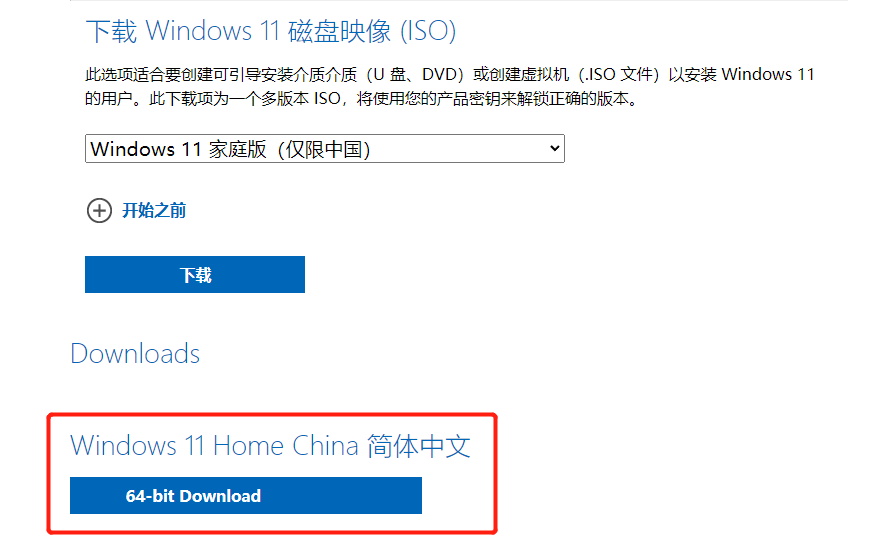 下载 Windows 11 磁盘映像 (ISO)
此选项适合要创建可引导安装介质介质（U 盘、DVD）或创建虚拟机（.ISO 文件）以安装 Windows 11
的用户。此下载项为一个多版本 ISO，将使用您的产品密钥来解锁正确的版本。
Windows 11 家庭版（仅限中国）
开始之前
下载
Downloads
Windows 11 Home China 简体中文
64-bit Download